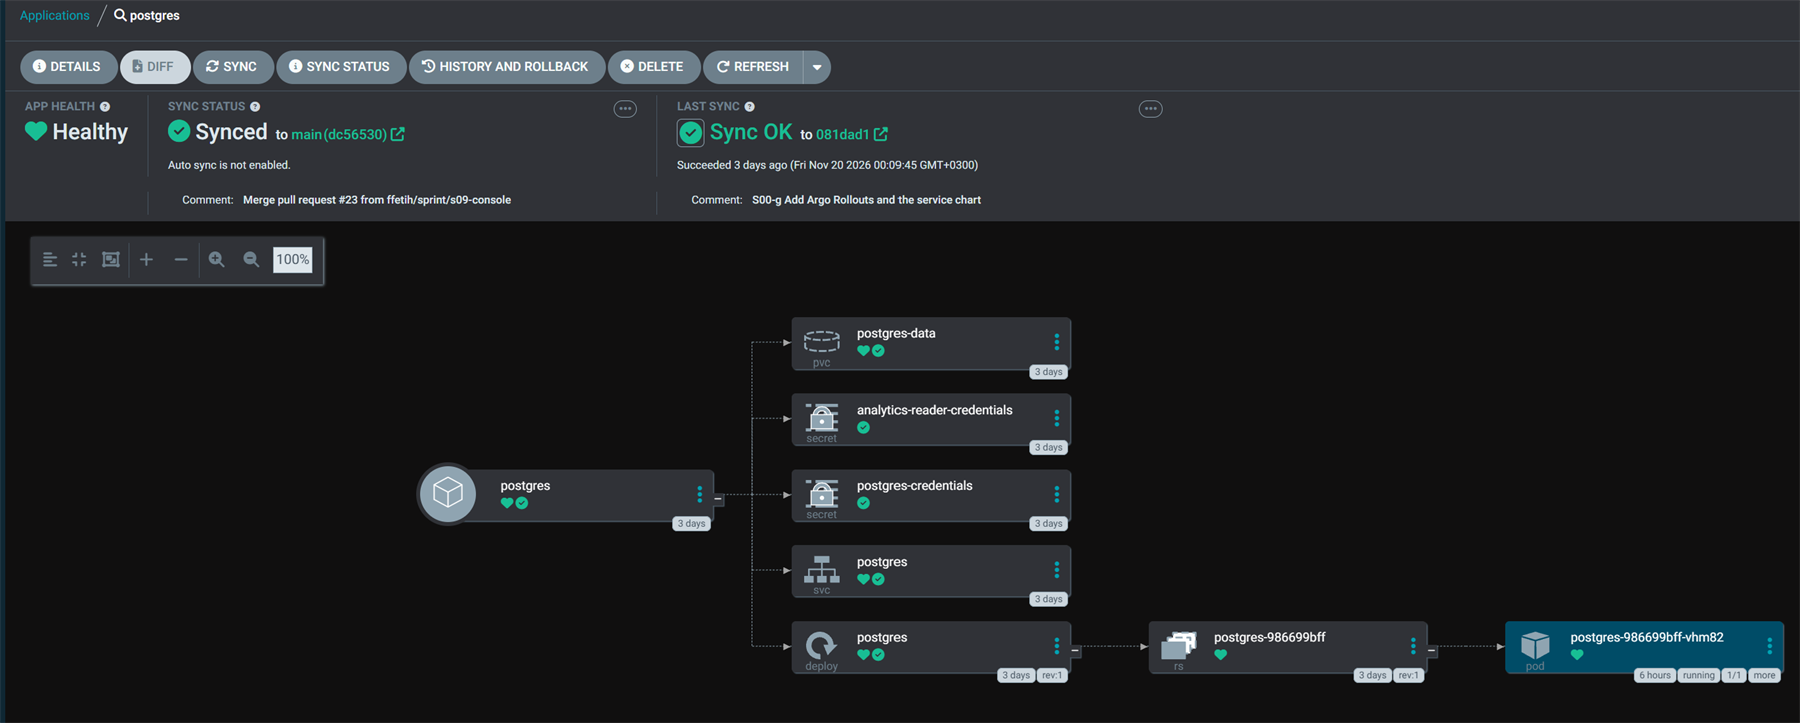 Applications / postgres
DETAILS DIFF SYNC SYNC STATUS HISTORY AND ROLLBACK DELETE REFRESH
APP HEALTH
Healthy
SYNC STATUS
Synced to main (dc56530)
Auto sync is not enabled.
Comment: Merge pull request #23 from ffetih/sprint/s09-console
LAST SYNC
Sync OK to 081dad1
Succeeded 3 days ago (Fri Nov 20 2026 00:09:45 GMT+0300)
Comment: S00-g Add Argo Rollouts and the service chart
100%
postgres
3 days
postgres-data
pvc
3 days
analytics-reader-credentials
secret
3 days
postgres-credentials
secret
3 days
postgres
svc
3 days
postgres
deploy
3 days rev:1
postgres-986699bff
rs
3 days rev:1
postgres-986699bff-vhm82
pod
6 hours running 1/1 more